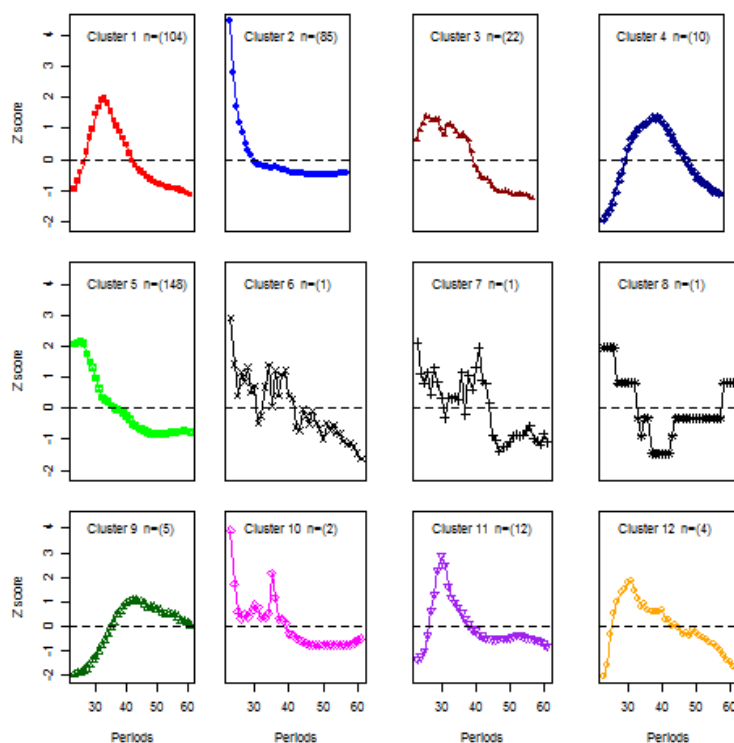 Cluster 1 n=(104)
Cluster 2 n=(85)
Cluster 3 n=(22)
Cluster 4 n=(10)
Z score
-2 -1 0 1 2 3 4
Cluster 5 n=(148)
Cluster 6 n=(1)
Cluster 7 n=(1)
Cluster 8 n=(1)
Z score
-2 -1 0 1 2 3 4
Cluster 9 n=(5)
Cluster 10 n=(2)
Cluster 11 n=(12)
Cluster 12 n=(4)
Z score
-2 -1 0 1 2 3 4
30 40 50 60
30 40 50 60
30 40 50 60
30 40 50 60
Periods
Periods
Periods
Periods